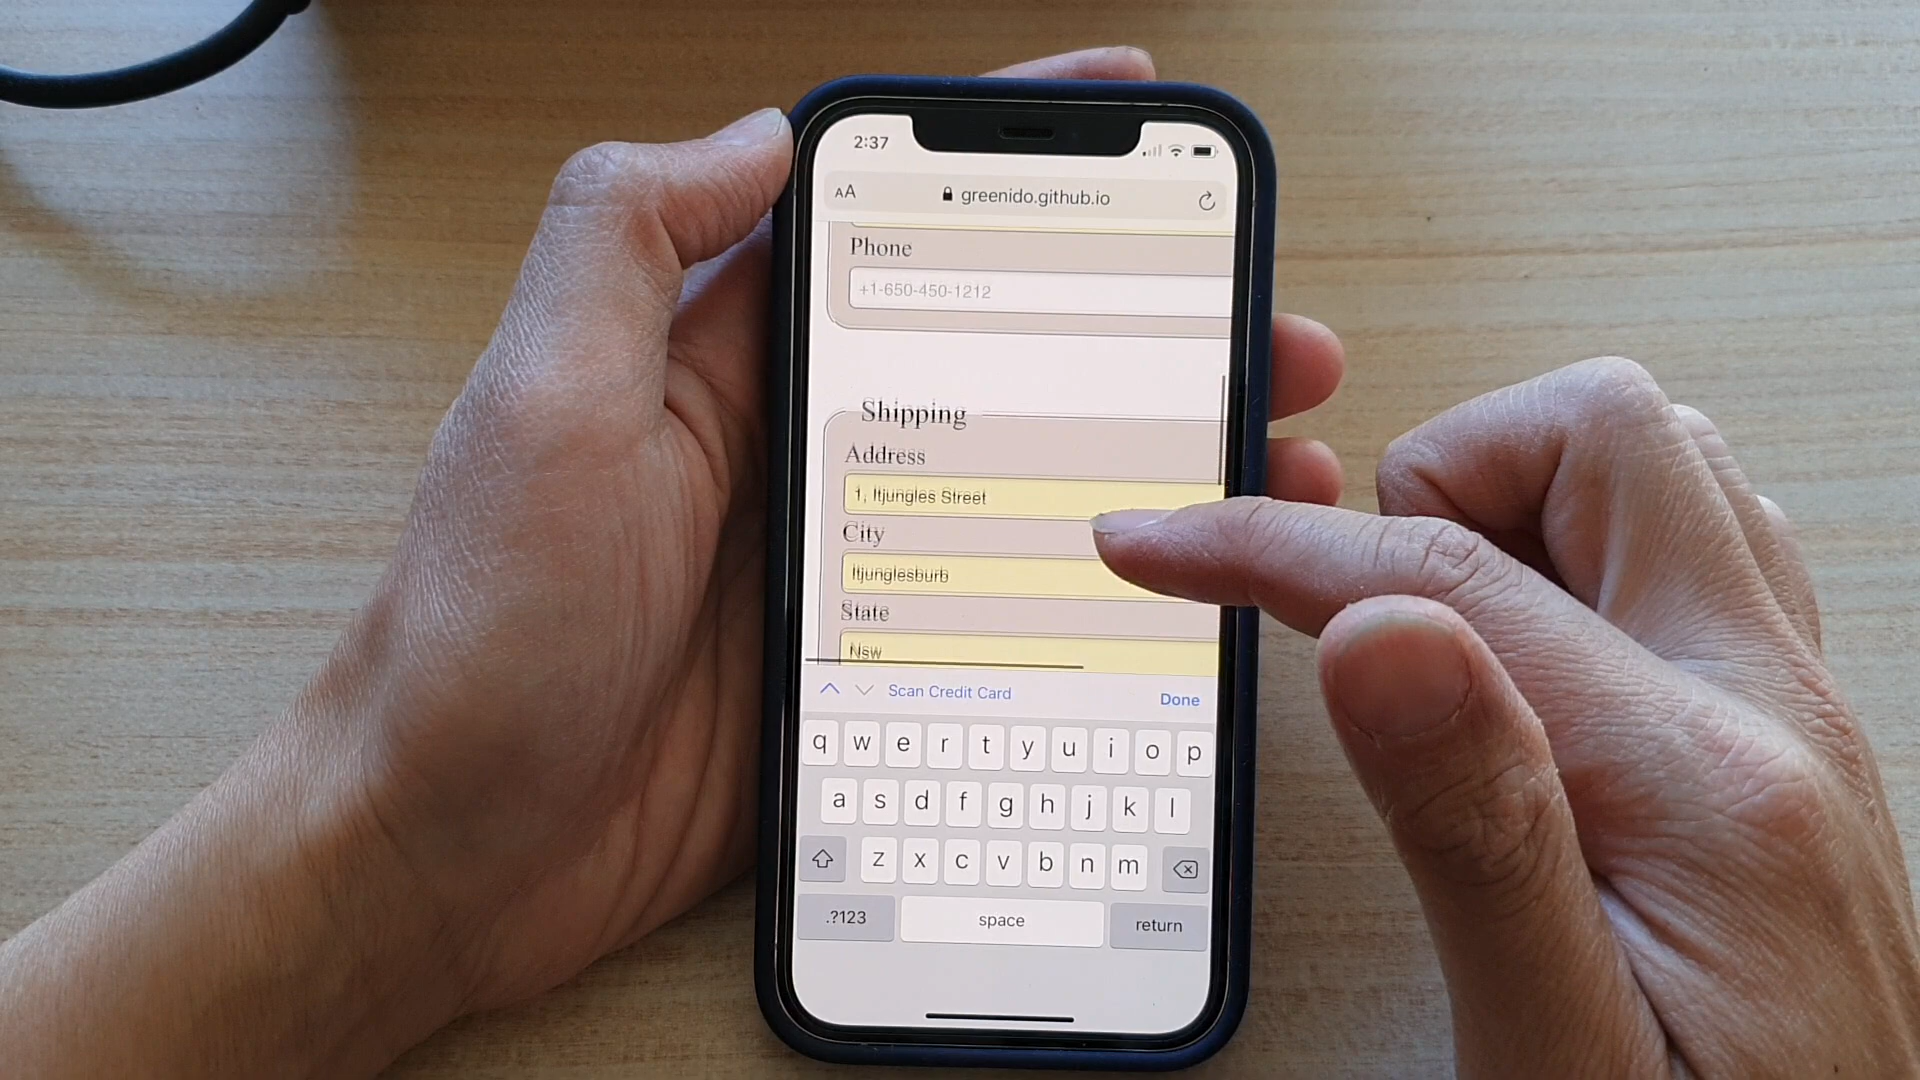 2:37
AA greenido.github.io
Phone
+1-650-450-1212
Shipping
Address
1, Itjungles Street
City
Itjunglesburb
State
Nsw
Scan Credit Card Done
q w e r t y u i o p
a s d f g h j k l
z x c v b n m
.?123 space return